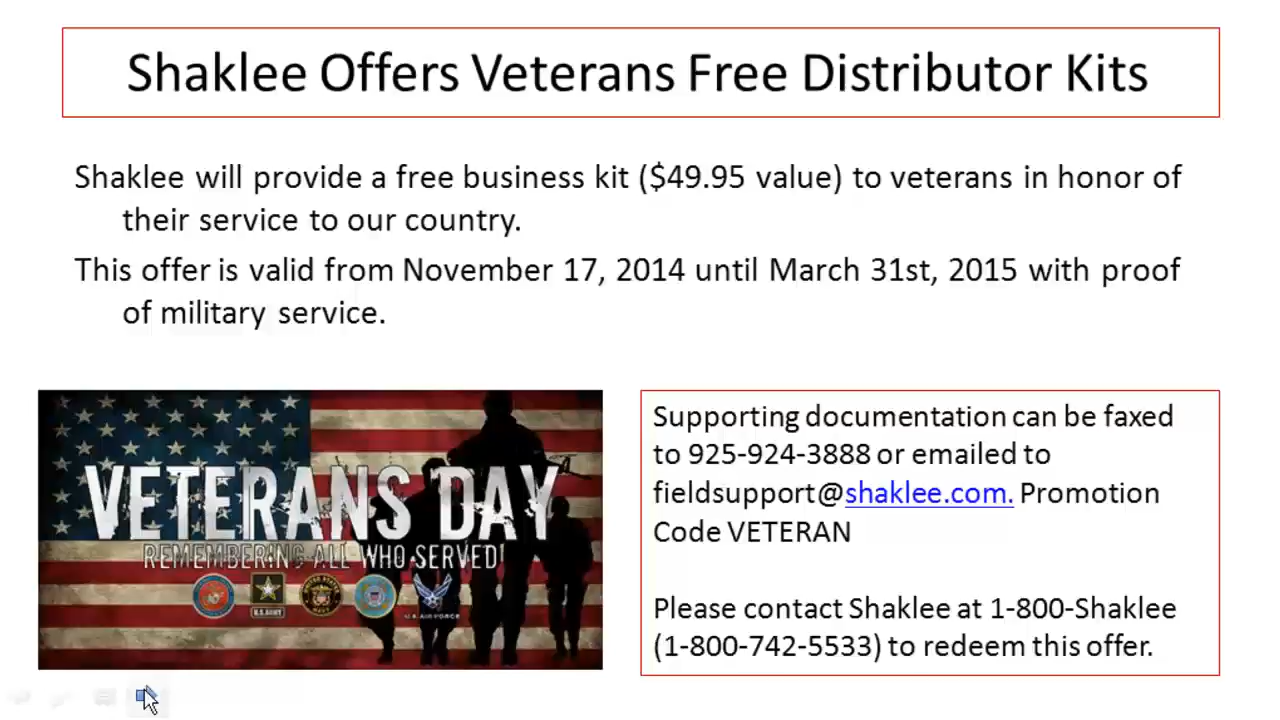 Shaklee Offers Veterans Free Distributor Kits
Shaklee will provide a free business kit ($49.95 value) to veterans in honor of
their service to our country.
This offer is valid from November 17, 2014 until March 31st, 2015 with proof
of military service.
VETERANS DAY
REMEMBERING ALL WHO SERVED
U.S.ARMY
U.S. AIR FORCE
Supporting documentation can be faxed
to 925-924-3888 or emailed to
fieldsupport@shaklee.com. Promotion
Code VETERAN
Please contact Shaklee at 1-800-Shaklee
(1-800-742-5533) to redeem this offer.